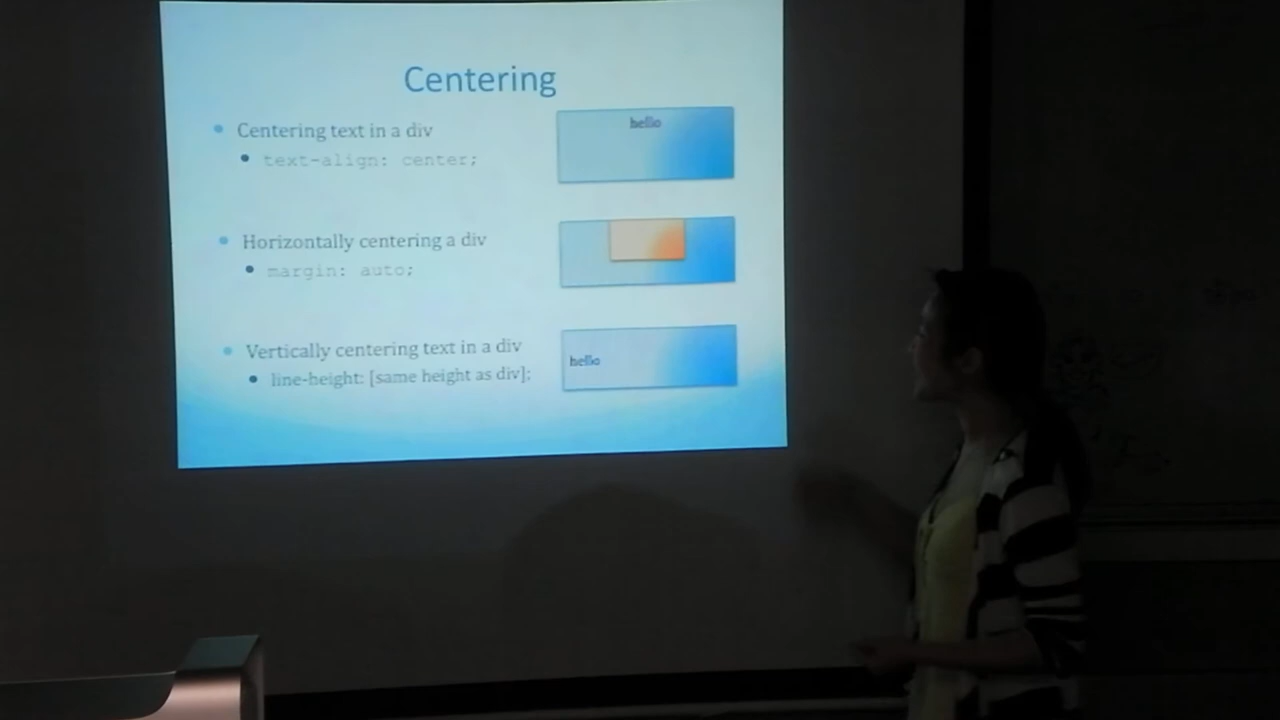 Centering
Centering text in a div
text-align: center;
hello
Horizontally centering a div
margin: auto;
Vertically centering text in a div
line-height: [same height as div];
hello